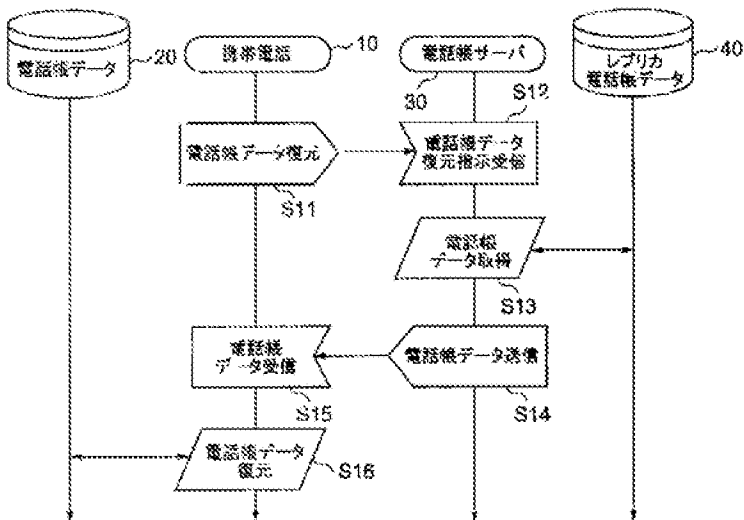 電話帳データ
20
携帯電話
10
電話帳サーバ
30
レプリカ
電話帳データ
40
電話帳データ復元
S11
S12
電話帳データ
復元指示受信
電話帳
データ取得
S13
電話帳データ送信
S14
電話帳
データ受信
S15
電話帳データ
復元
S16